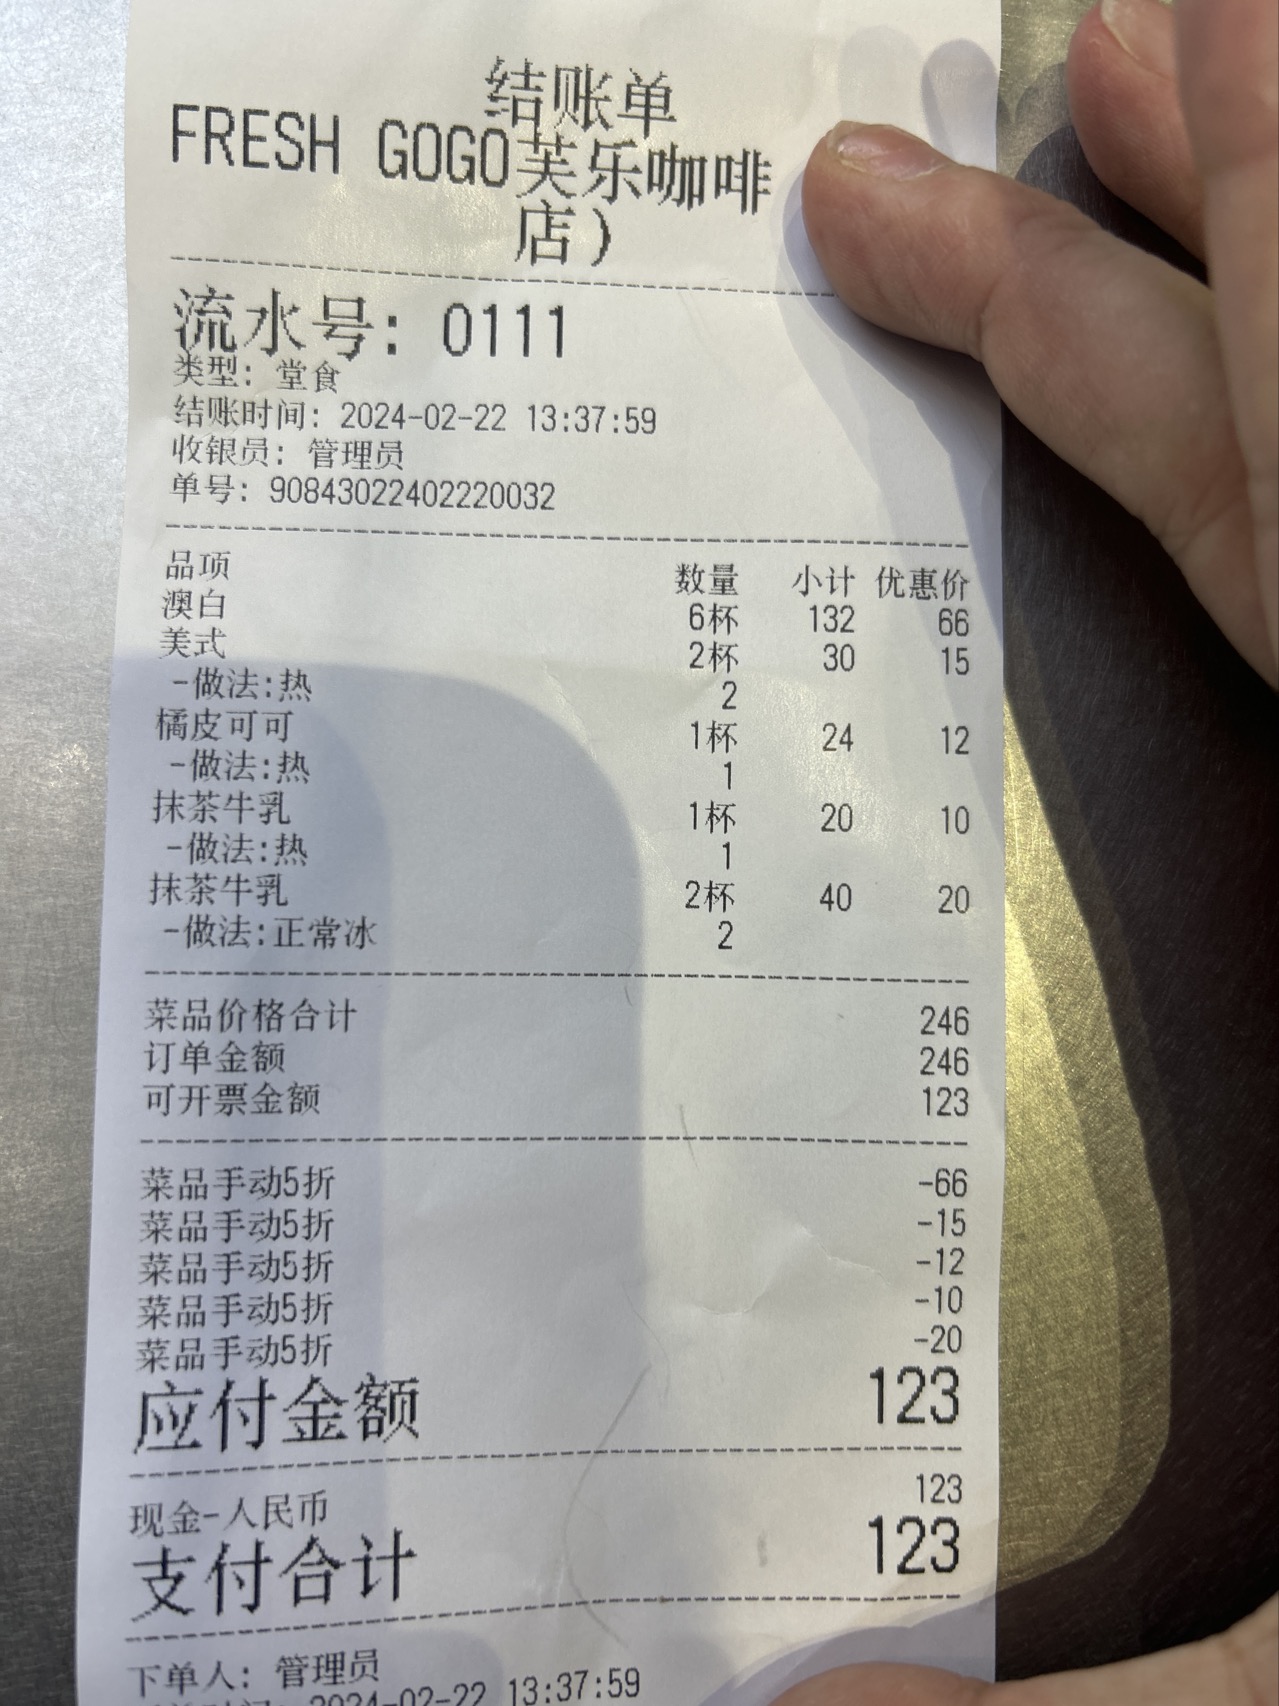 结账单
FRESH GOGO芙乐咖啡
店)
流水号: 0111
类型: 堂食
结账时间: 2024-02-22 13:37:59
收银员: 管理员
单号: 90843022402220032
品项 数量 小计 优惠价
澳白 6杯 132 66
美式 2杯 30 15
-做法:热 2
橘皮可可 1杯 24 12
-做法:热 1
抹茶牛乳 1杯 20 10
-做法:热 1
抹茶牛乳 2杯 40 20
-做法:正常冰 2
菜品价格合计 246
订单金额 246
可开票金额 123
菜品手动5折 -66
菜品手动5折 -15
菜品手动5折 -12
菜品手动5折 -10
菜品手动5折 -20
应付金额 123
现金-人民币 123
支付合计 123
下单人: 管理员
2024-02-22 13:37:59